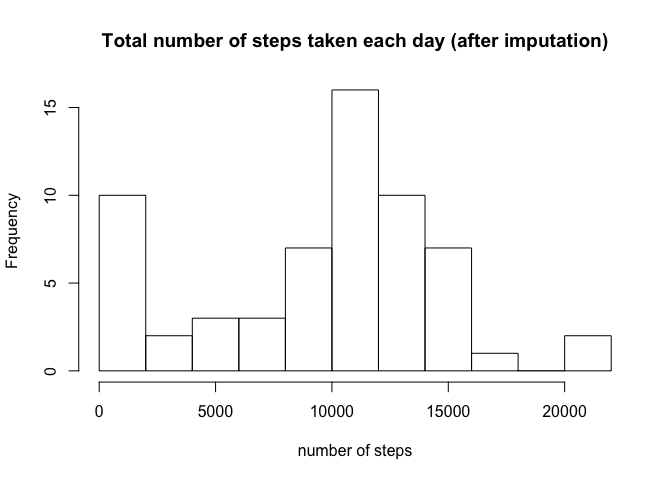 Total number of steps taken each day (after imputation)
15
10
5
0
Frequency
0 5000 10000 15000 20000
number of steps